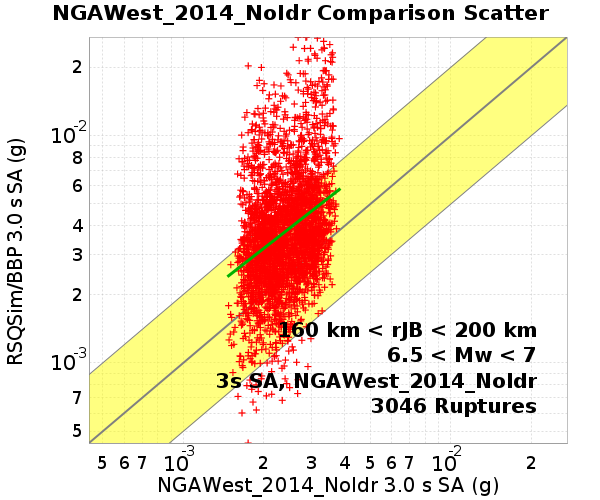 NGAWest_2014_NoIdr Comparison Scatter
RSQSim/BBP 3.0 s SA (g)
2
10-2
8
6
4
3
2
10-3
7
5
160 km < rJB < 200 km
6.5 < Mw < 7
3s SA, NGAWest_2014_NoIdr
3046 Ruptures
5 6 7 10-3 2 3 4 5 6 7 10-2 2
NGAWest_2014_NoIdr 3.0 s SA (g)